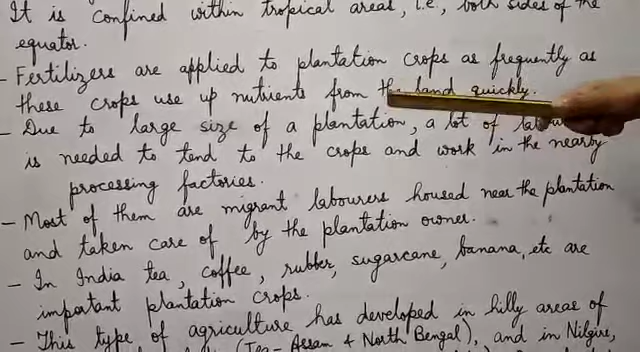 It is confined within tropical areas, i.e., both sides of the
equator.
- Fertilizers are applied to plantation crops as frequently as
these crops use up nutrients from the land quickly.
- Due to large size of a plantation, a lot of labour
is needed to tend to the crops and work in the nearby
processing factories.
- Most of them are migrant labourers housed near the plantation
and taken care of by the plantation owner.
- In India tea, coffee, rubber, sugarcane, banana, etc are
important plantation crops.
- This type of agriculture has developed in hilly areas of
(Tea - Assam & North Bengal), and in Nilgiri,